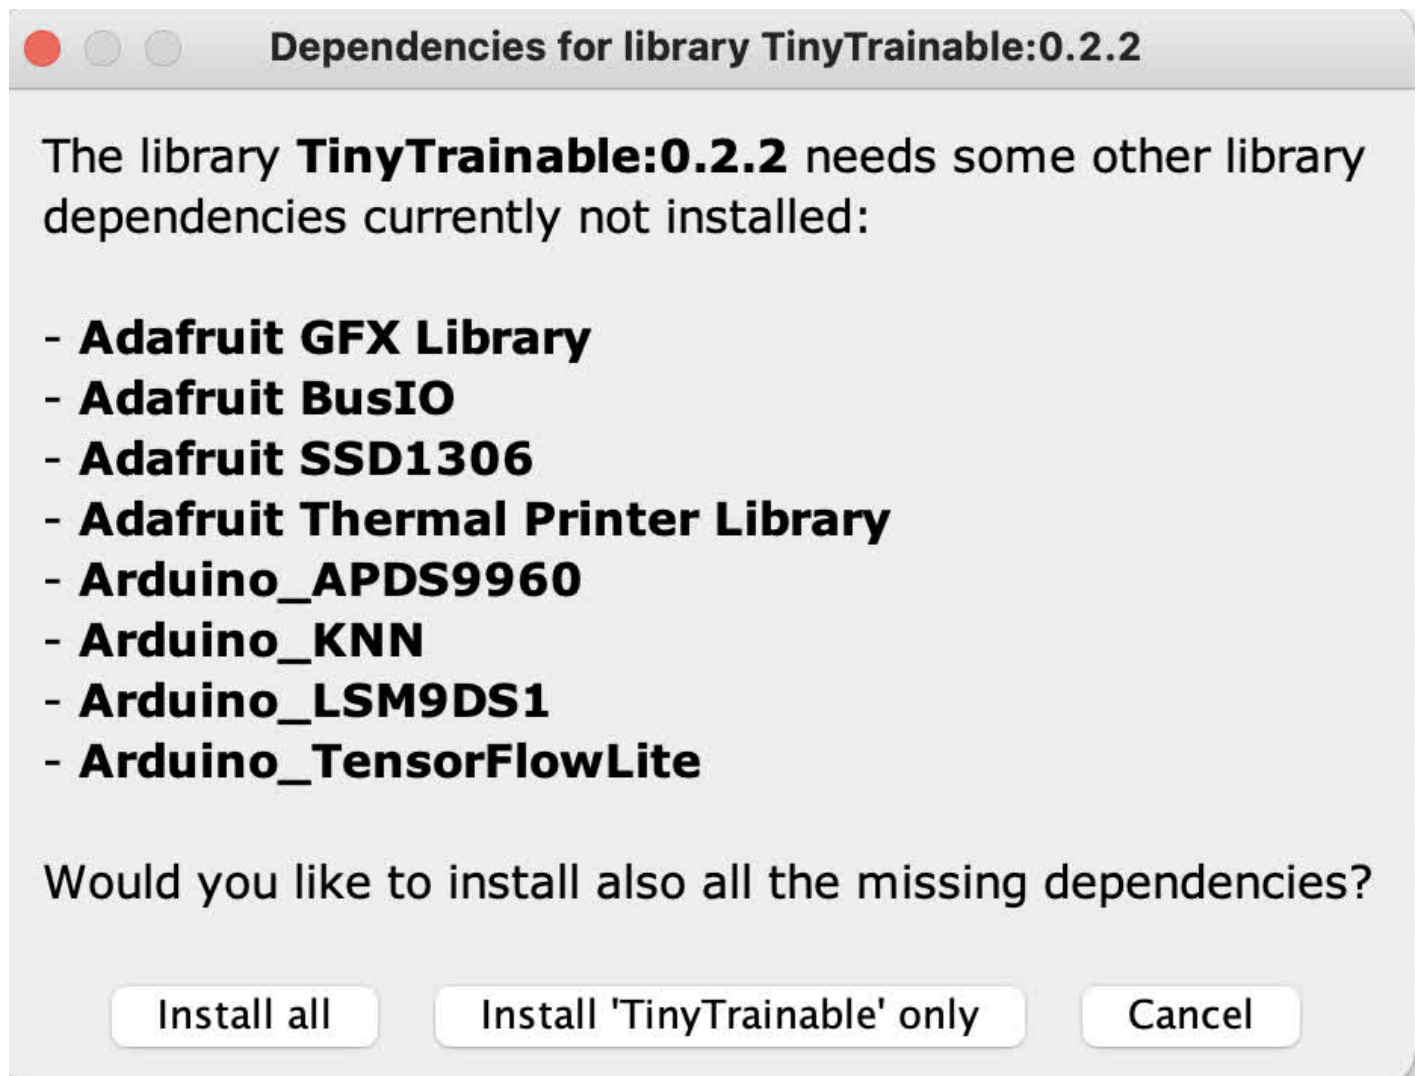 Dependencies for library TinyTrainable:0.2.2
The library TinyTrainable:0.2.2 needs some other library
dependencies currently not installed:
- Adafruit GFX Library
- Adafruit BusIO
- Adafruit SSD1306
- Adafruit Thermal Printer Library
- Arduino_APDS9960
- Arduino_KNN
- Arduino_LSM9DS1
- Arduino_TensorFlowLite
Would you like to install also all the missing dependencies?
Install all
Install 'TinyTrainable' only
Cancel